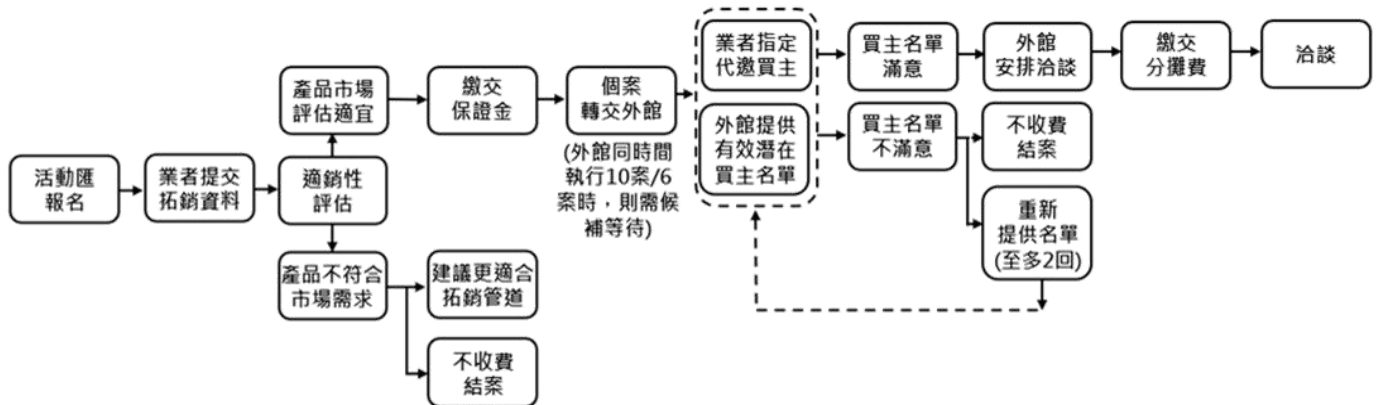 活動匯
報名
業者提交
拓銷資料
適銷性
評估
產品市場
評估適宜
繳交
保證金
個案
轉交外館
(外館同時間
執行10案/6
案時，則需候
補等待)
產品不符合
市場需求
建議更適合
拓銷管道
不收費
結案
業者指定
代邀買主
外館提供
有效潛在
買主名單
買主名單
滿意
外館
安排洽談
繳交
分攤費
洽談
買主名單
不滿意
不收費
結案
重新
提供名單
(至多2回)